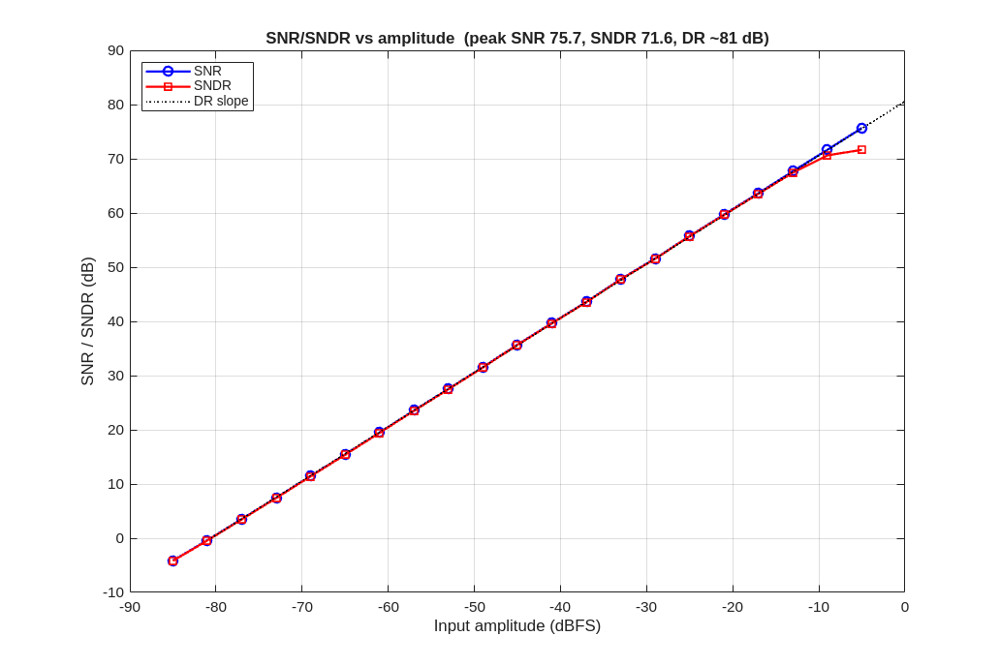 SNR/SNDR vs amplitude  (peak SNR 75.7, SNDR 71.6, DR ~81 dB)
SNR
SNDR
DR slope
90
80
70
60
50
40
30
20
10
0
-10
SNR / SNDR (dB)
-90 -80 -70 -60 -50 -40 -30 -20 -10 0
Input amplitude (dBFS)